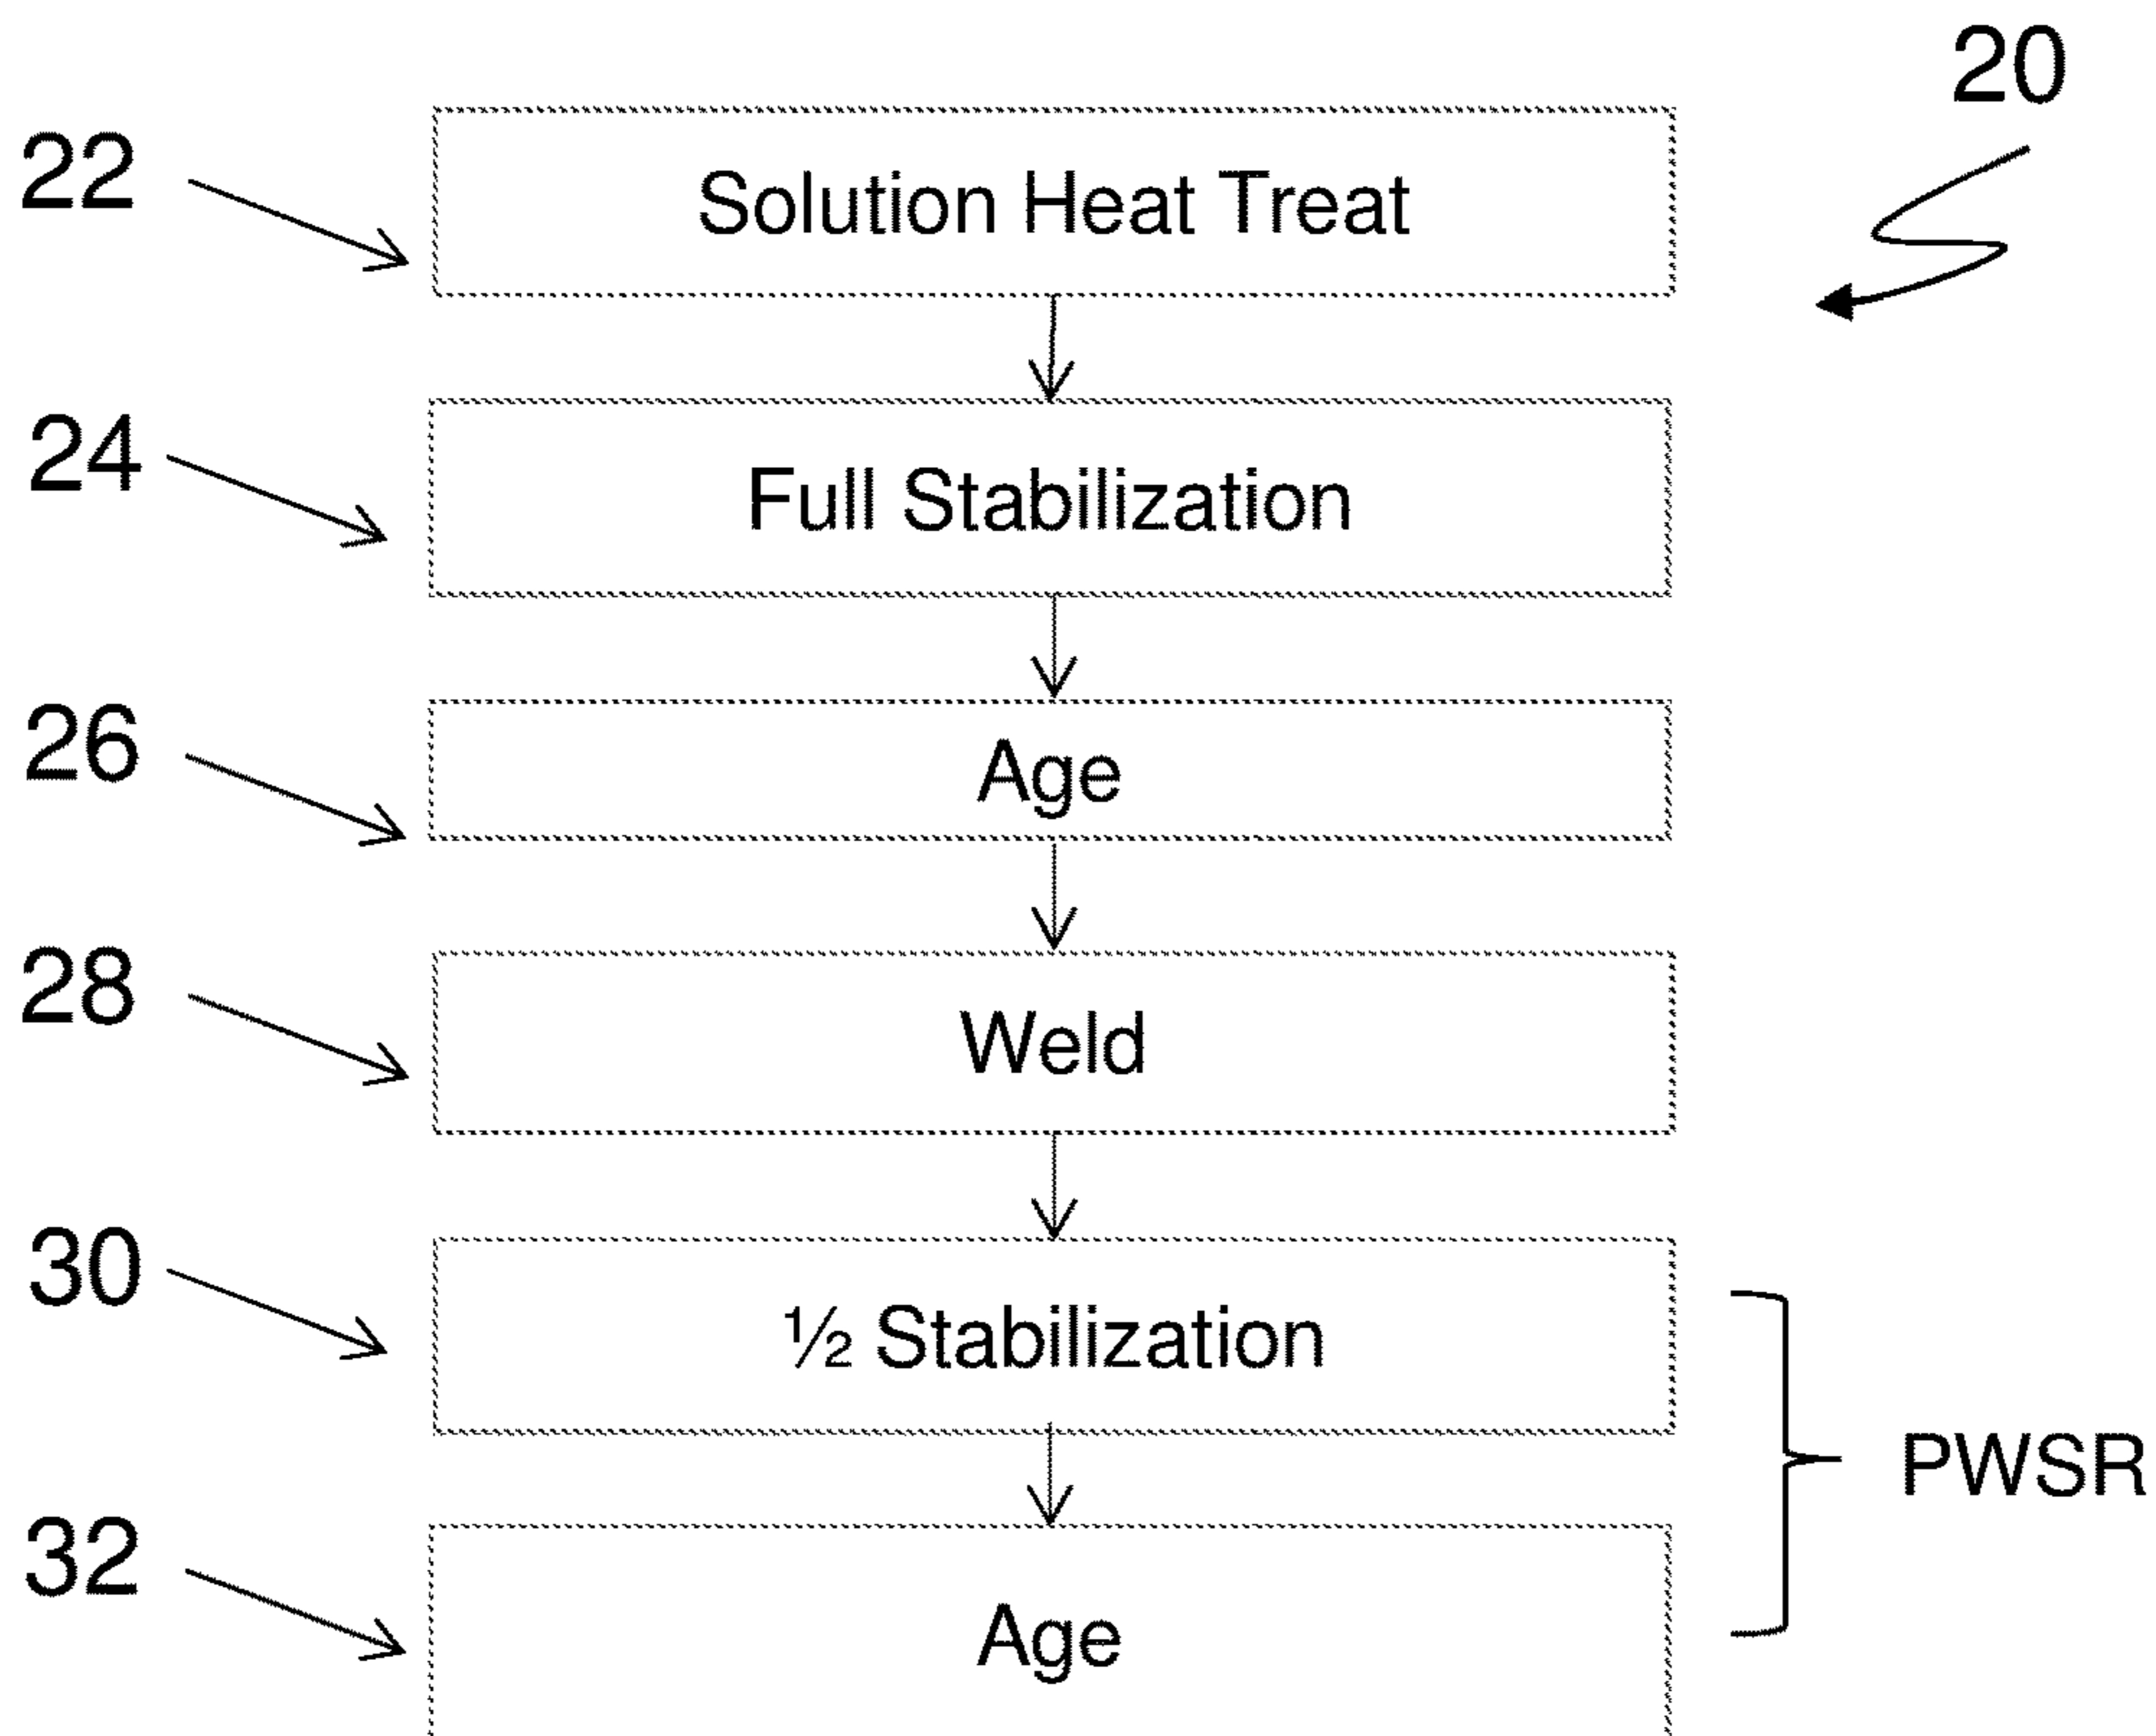 20
22
Solution Heat Treat
24
Full Stabilization
26
Age
28
Weld
30
½ Stabilization
PWSR
32
Age